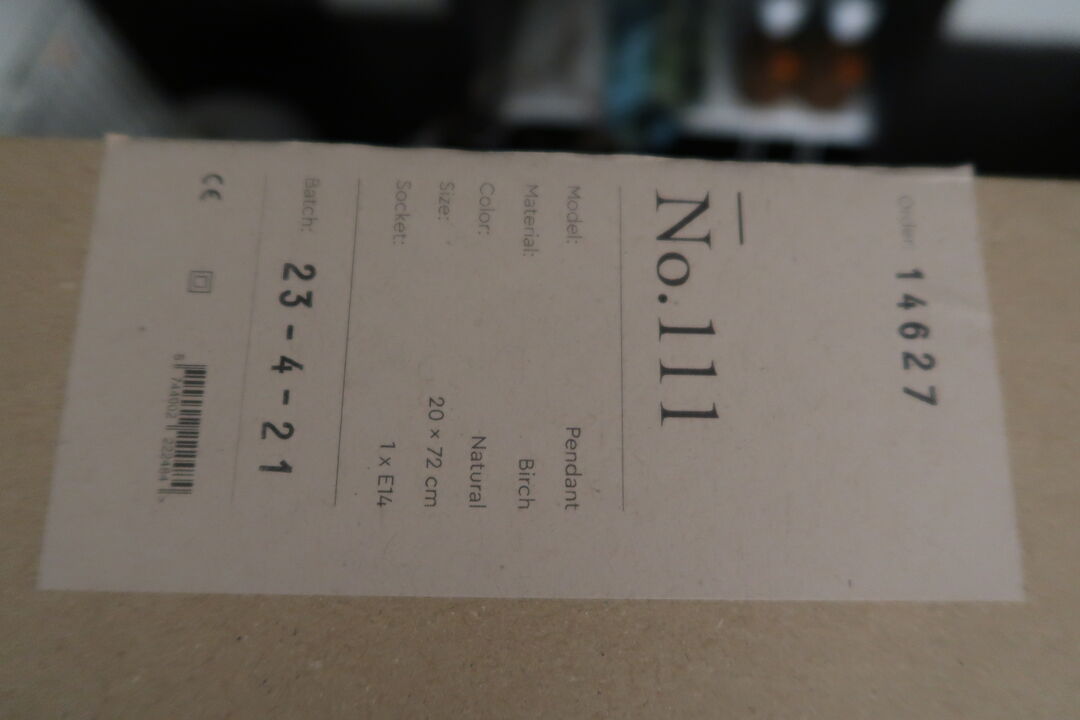 Order: 14627
No.111
Model: Pendant
Material: Birch
Color: Natural
Size: 20 × 72 cm
Socket: 1 x E14
Batch: 23-4-21
CE